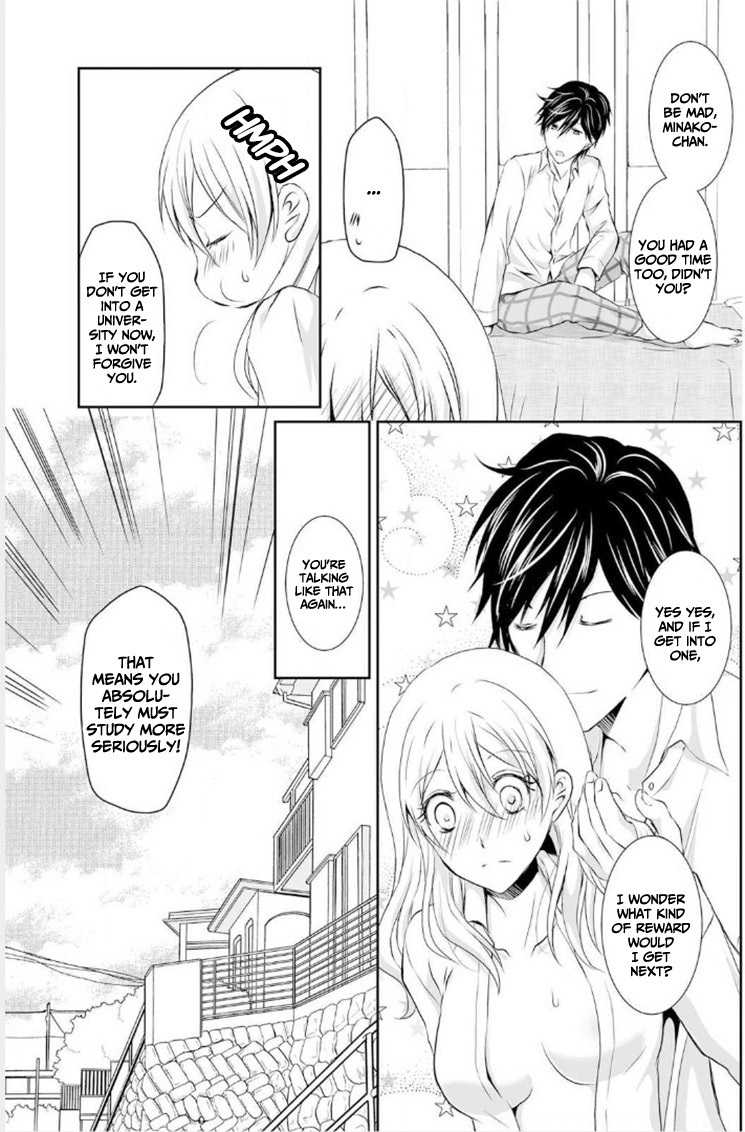 DON'T
BE MAD,
MINAKO-
CHAN.
YOU HAD A
GOOD TIME
TOO, DIDN'T
YOU?
...
HMPH
IF YOU
DON'T GET
INTO A
UNIVER-
SITY NOW,
I WON'T
FORGIVE
YOU.
YES YES,
AND IF I
GET INTO
ONE,
I WONDER
WHAT KIND
OF REWARD
WOULD
I GET
NEXT?
YOU'RE
TALKING
LIKE THAT
AGAIN...
THAT
MEANS YOU
ABSOLU-
TELY MUST
STUDY MORE
SERIOUSLY!